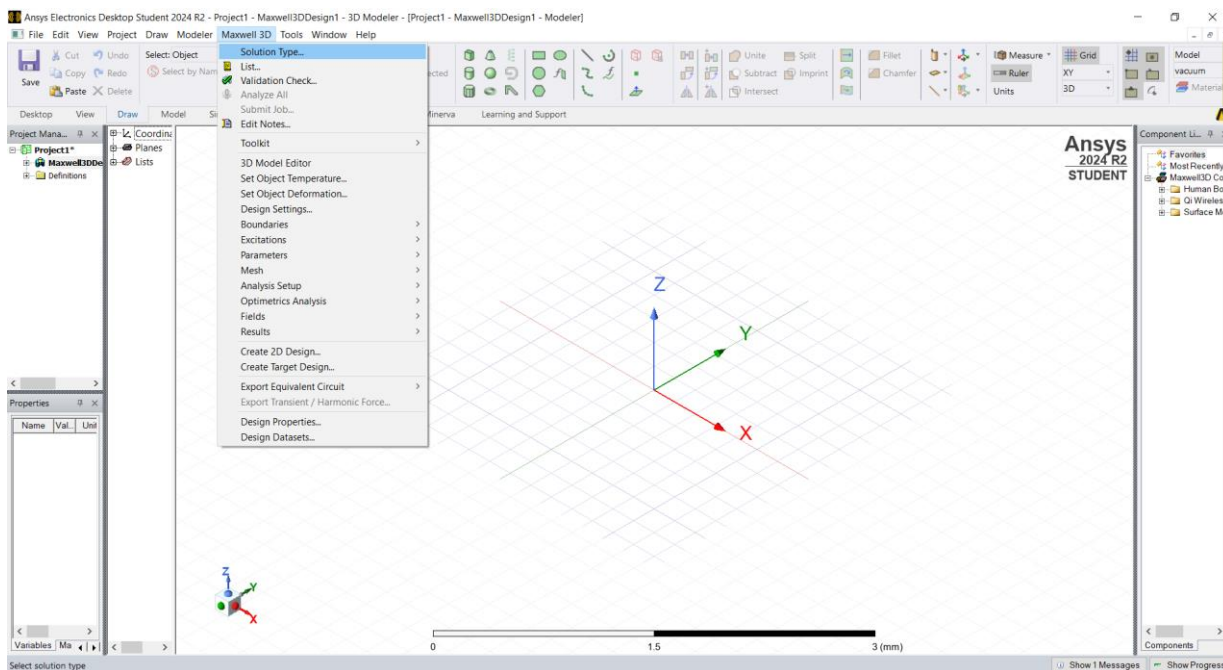 Ansys Electronics Desktop Student 2024 R2 - Project1 - Maxwell3DDesign1 - 3D Modeler - [Project1 - Maxwell3DDesign1 - Modeler]
File Edit View Project Draw Modeler Maxwell 3D Tools Window Help
Save
Cut
Copy
Paste
Undo
Redo
Delete
Select: Object
Select by Nam
ected
Unite
Subtract
Intersect
Split
Imprint
Fillet
Chamfer
Measure
Ruler
Units
Grid
XY
3D
Model
vacuum
Material
Desktop View Draw Model Si
Minerva Learning and Support
Solution Type...
List...
Validation Check...
Analyze All
Submit Job...
Edit Notes...
Toolkit
3D Model Editor
Set Object Temperature...
Set Object Deformation...
Design Settings...
Boundaries
Excitations
Parameters
Mesh
Analysis Setup
Optimetrics Analysis
Fields
Results
Create 2D Design...
Create Target Design...
Export Equivalent Circuit
Export Transient / Harmonic Force...
Design Properties...
Design Datasets...
Project Mana...
Project1*
Maxwell3DDe
Definitions
Coordina
Planes
Lists
Properties
Name Val... Unit
Variables Ma
Ansys
2024 R2
STUDENT
Z
Y
X
Z
Y
X
0 1.5 3 (mm)
Component Li...
Favorites
Most Recently
Maxwell3D Co
Human Bo
Qi Wireles
Surface M
Components
Select solution type
Show 1 Messages Show Progress